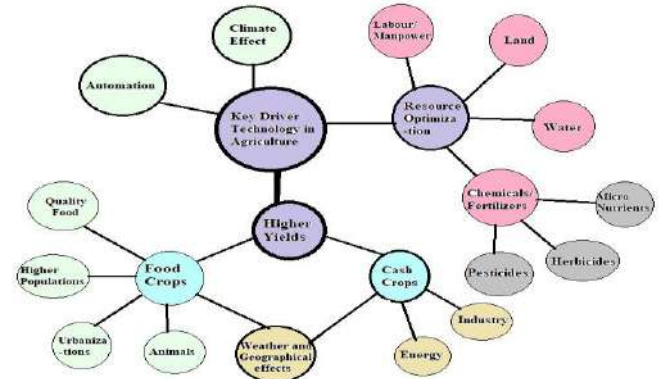 Climate
Effect
Labour/
Manpower
Land
Automation
Key Driver
Technology in
Agriculture
Resource
Optimiza
-tion
Water
Chemicals/
Fortilizers
Micro
Nutrients
Quality
Food
Higher
Yields
Higher
Populations
Food
Crops
Cash
Crops
Pesticides
Herbicides
Urbaniza
-tions
Animals
Weather and
Geographical
effects
Energy
Industry